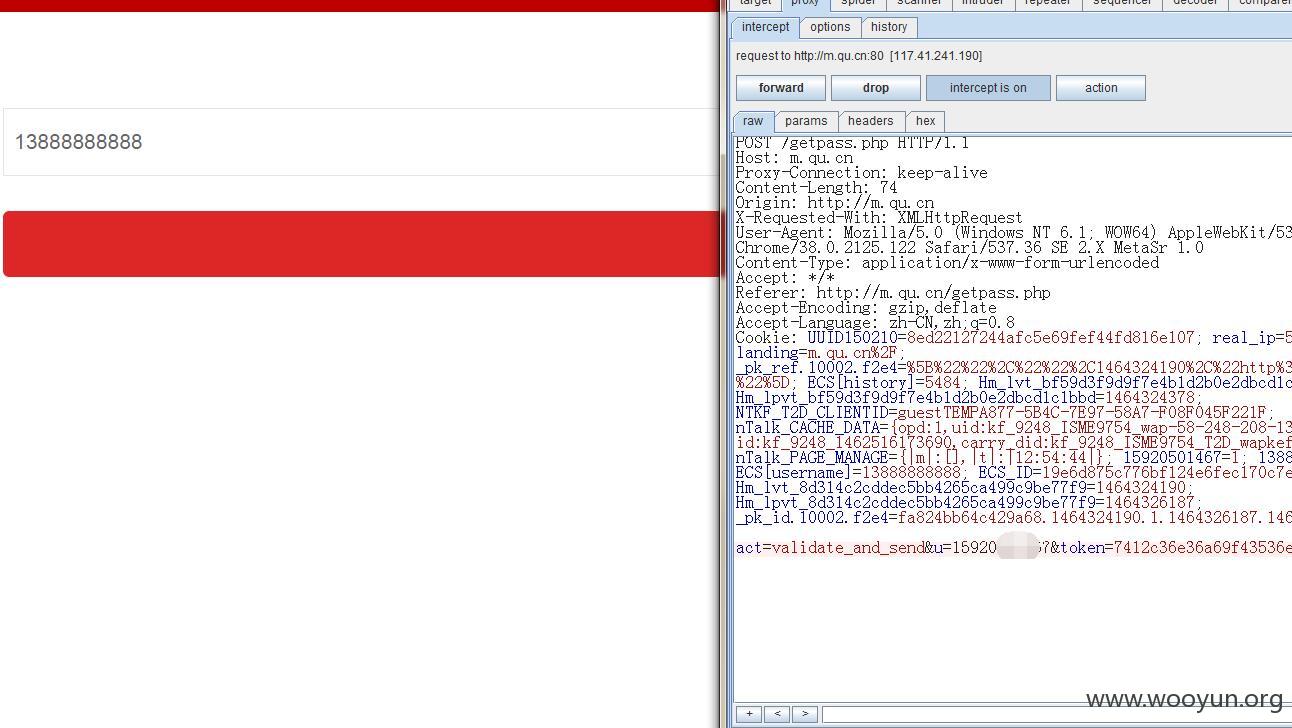 13888888888
target proxy spider scanner intruder repeater sequencer decoder comparer
intercept options history
request to http://m.qu.cn:80 [117.41.241.190]
forward drop intercept is on action
raw params headers hex
POST /getpass.php HTTP/1.1
Host: m.qu.cn
Proxy-Connection: keep-alive
Content-Length: 74
Origin: http://m.qu.cn
X-Requested-With: XMLHttpRequest
User-Agent: Mozilla/5.0 (Windows NT 6.1; WOW64) AppleWebKit/53
Chrome/38.0.2125.122 Safari/537.36 SE 2.X MetaSr 1.0
Content-Type: application/x-www-form-urlencoded
Accept: */*
Referer: http://m.qu.cn/getpass.php
Accept-Encoding: gzip,deflate
Accept-Language: zh-CN,zh;q=0.8
Cookie: UUID150210=8ed22127244afc5e69fef44fd816e107; real_ip=5
landing=m.qu.cn%2F;
_pk_ref.10002.f2e4=%5B%22%22%2C%22%22%2C1464324190%2C%22http%3
%22%5D; ECS[history]=5484; Hm_lvt_bf59d3f9d9f7e4b1d2b0e2dbcd1c
Hm_lpvt_bf59d3f9d9f7e4b1d2b0e2dbcd1c1bbd=1464324378;
NTKF_T2D_CLIENTID=guestTEMPA877-5B4C-7E97-58A7-F08F045F221F;
nTalk_CACHE_DATA={opd:1,uid:kf_9248_ISME9754_wap-58-248-208-13
id:kf_9248_1462516173690,carry_did:kf_9248_ISME9754_T2D_wapkef
nTalk_PAGE_MANAGE={|m|:[],|t|:|12:54:44|}; 15920501467=1; 1388
ECS[username]=13888888888; ECS_ID=19e6d875c776bf124e6fec170c7e
Hm_lvt_8d314c2cddec5bb4265ca499c9be77f9=1464324190;
Hm_lpvt_8d314c2cddec5bb4265ca499c9be77f9=1464326187;
_pk_id.10002.f2e4=fa824bb64c429a68.1464324190.1.1464326187.146
act=validate_and_send&u=15920 67&token=7412c36e36a69f43536e
www.wooyun.org
+ < >